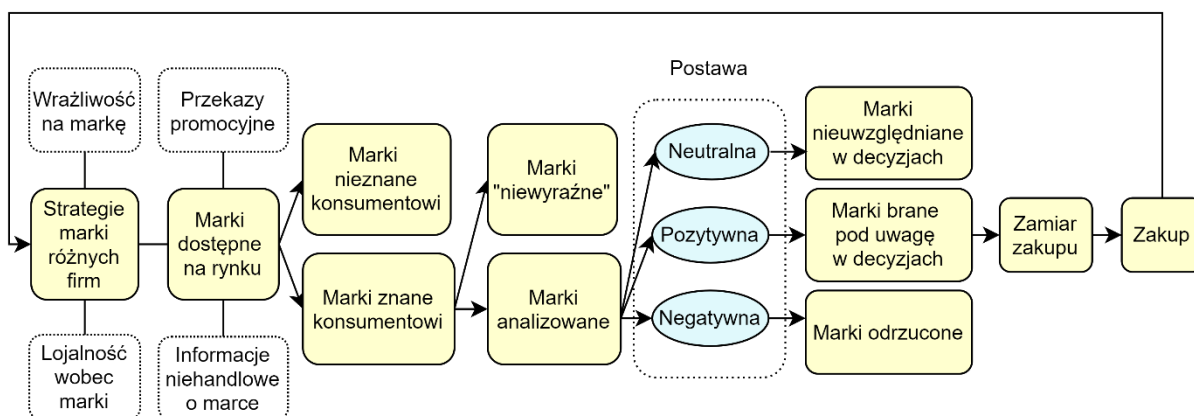 Postawa
Wrażliwość
na markę
Przekazy
promocyjne
Marki
nieznane
konsumentowi
Marki
"niewyraźne"
Neutralna
Marki
nieuwzględniane
w decyzjach
Strategie
marki
różnych
firm
Marki
dostępne
na rynku
Pozytywna
Marki brane
pod uwagę
w decyzjach
Zamiar
zakupu
Zakup
Marki znane
konsumentowi
Marki
analizowane
Negatywna
Marki odrzucone
Lojalność
wobec
marki
Informacje
niehandlowe
o marce